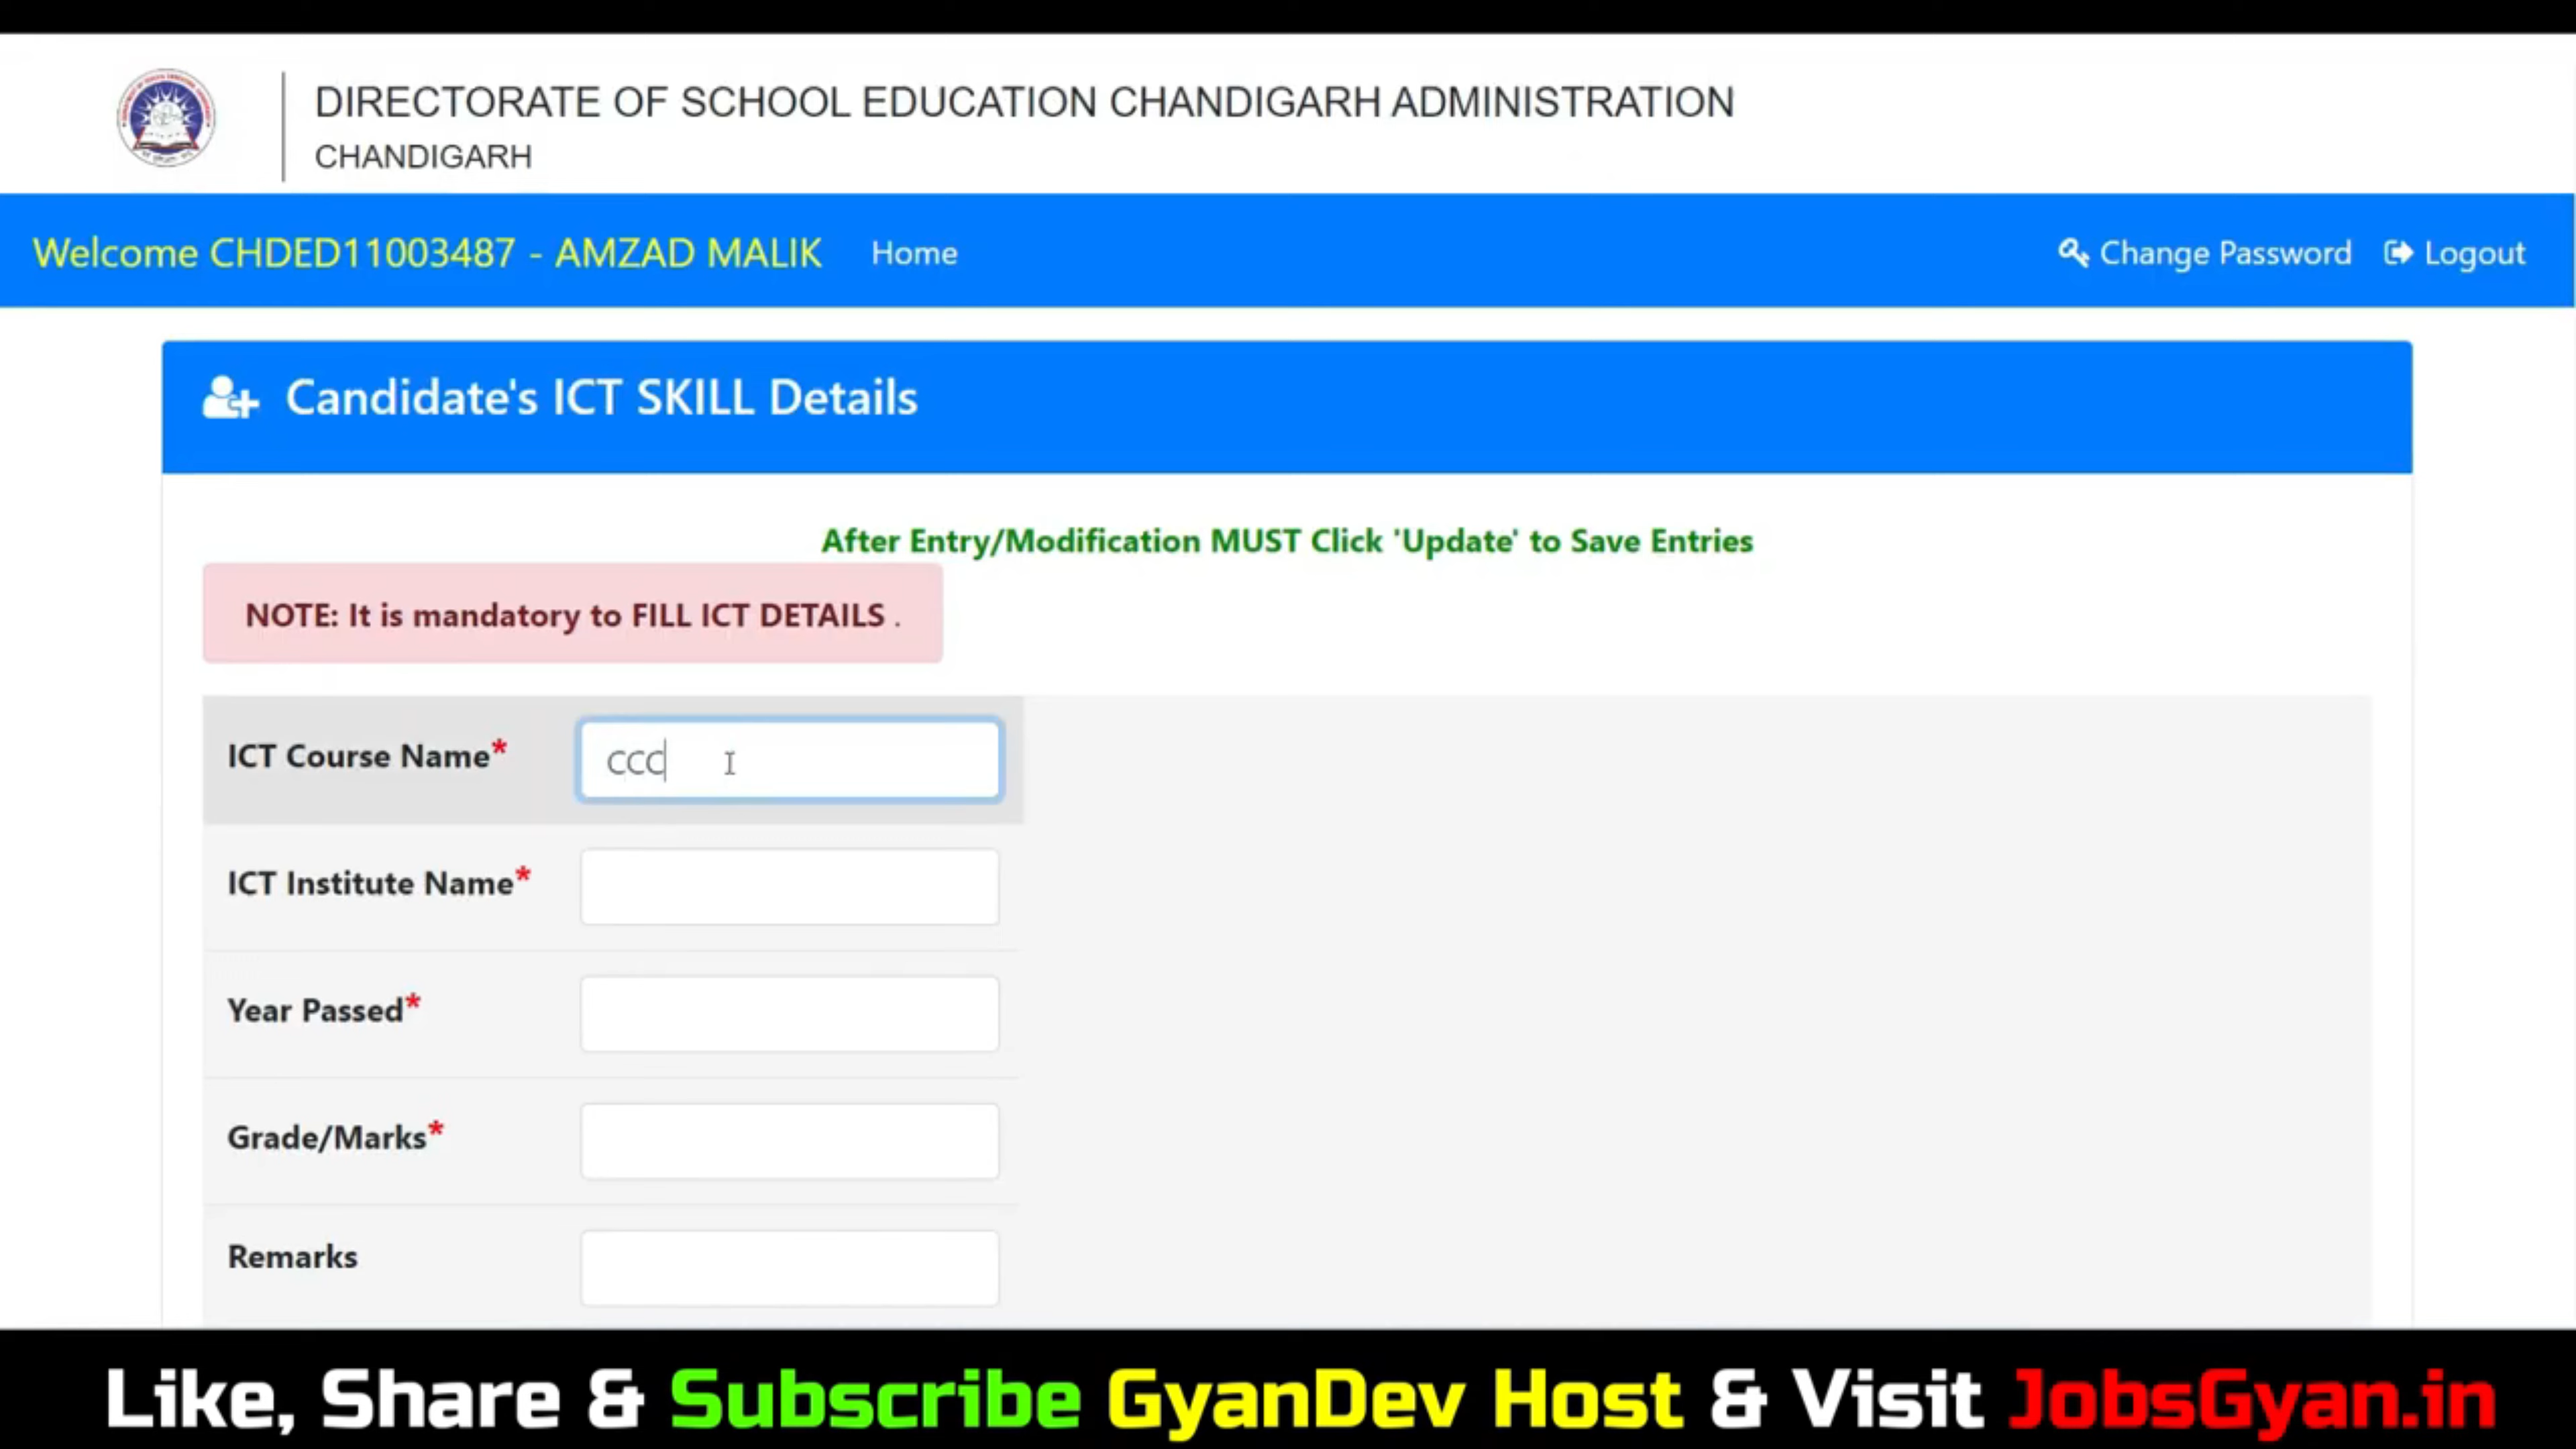 DIRECTORATE OF SCHOOL EDUCATION CHANDIGARH ADMINISTRATION
CHANDIGARH
Welcome CHDED11003487 - AMZAD MALIK Home Change Password Logout
Candidate's ICT SKILL Details
After Entry/Modification MUST Click 'Update' to Save Entries
NOTE: It is mandatory to FILL ICT DETAILS .
ICT Course Name* CCC
ICT Institute Name*
Year Passed*
Grade/Marks*
Remarks
Like, Share & Subscribe GyanDev Host & Visit JobsGyan.in